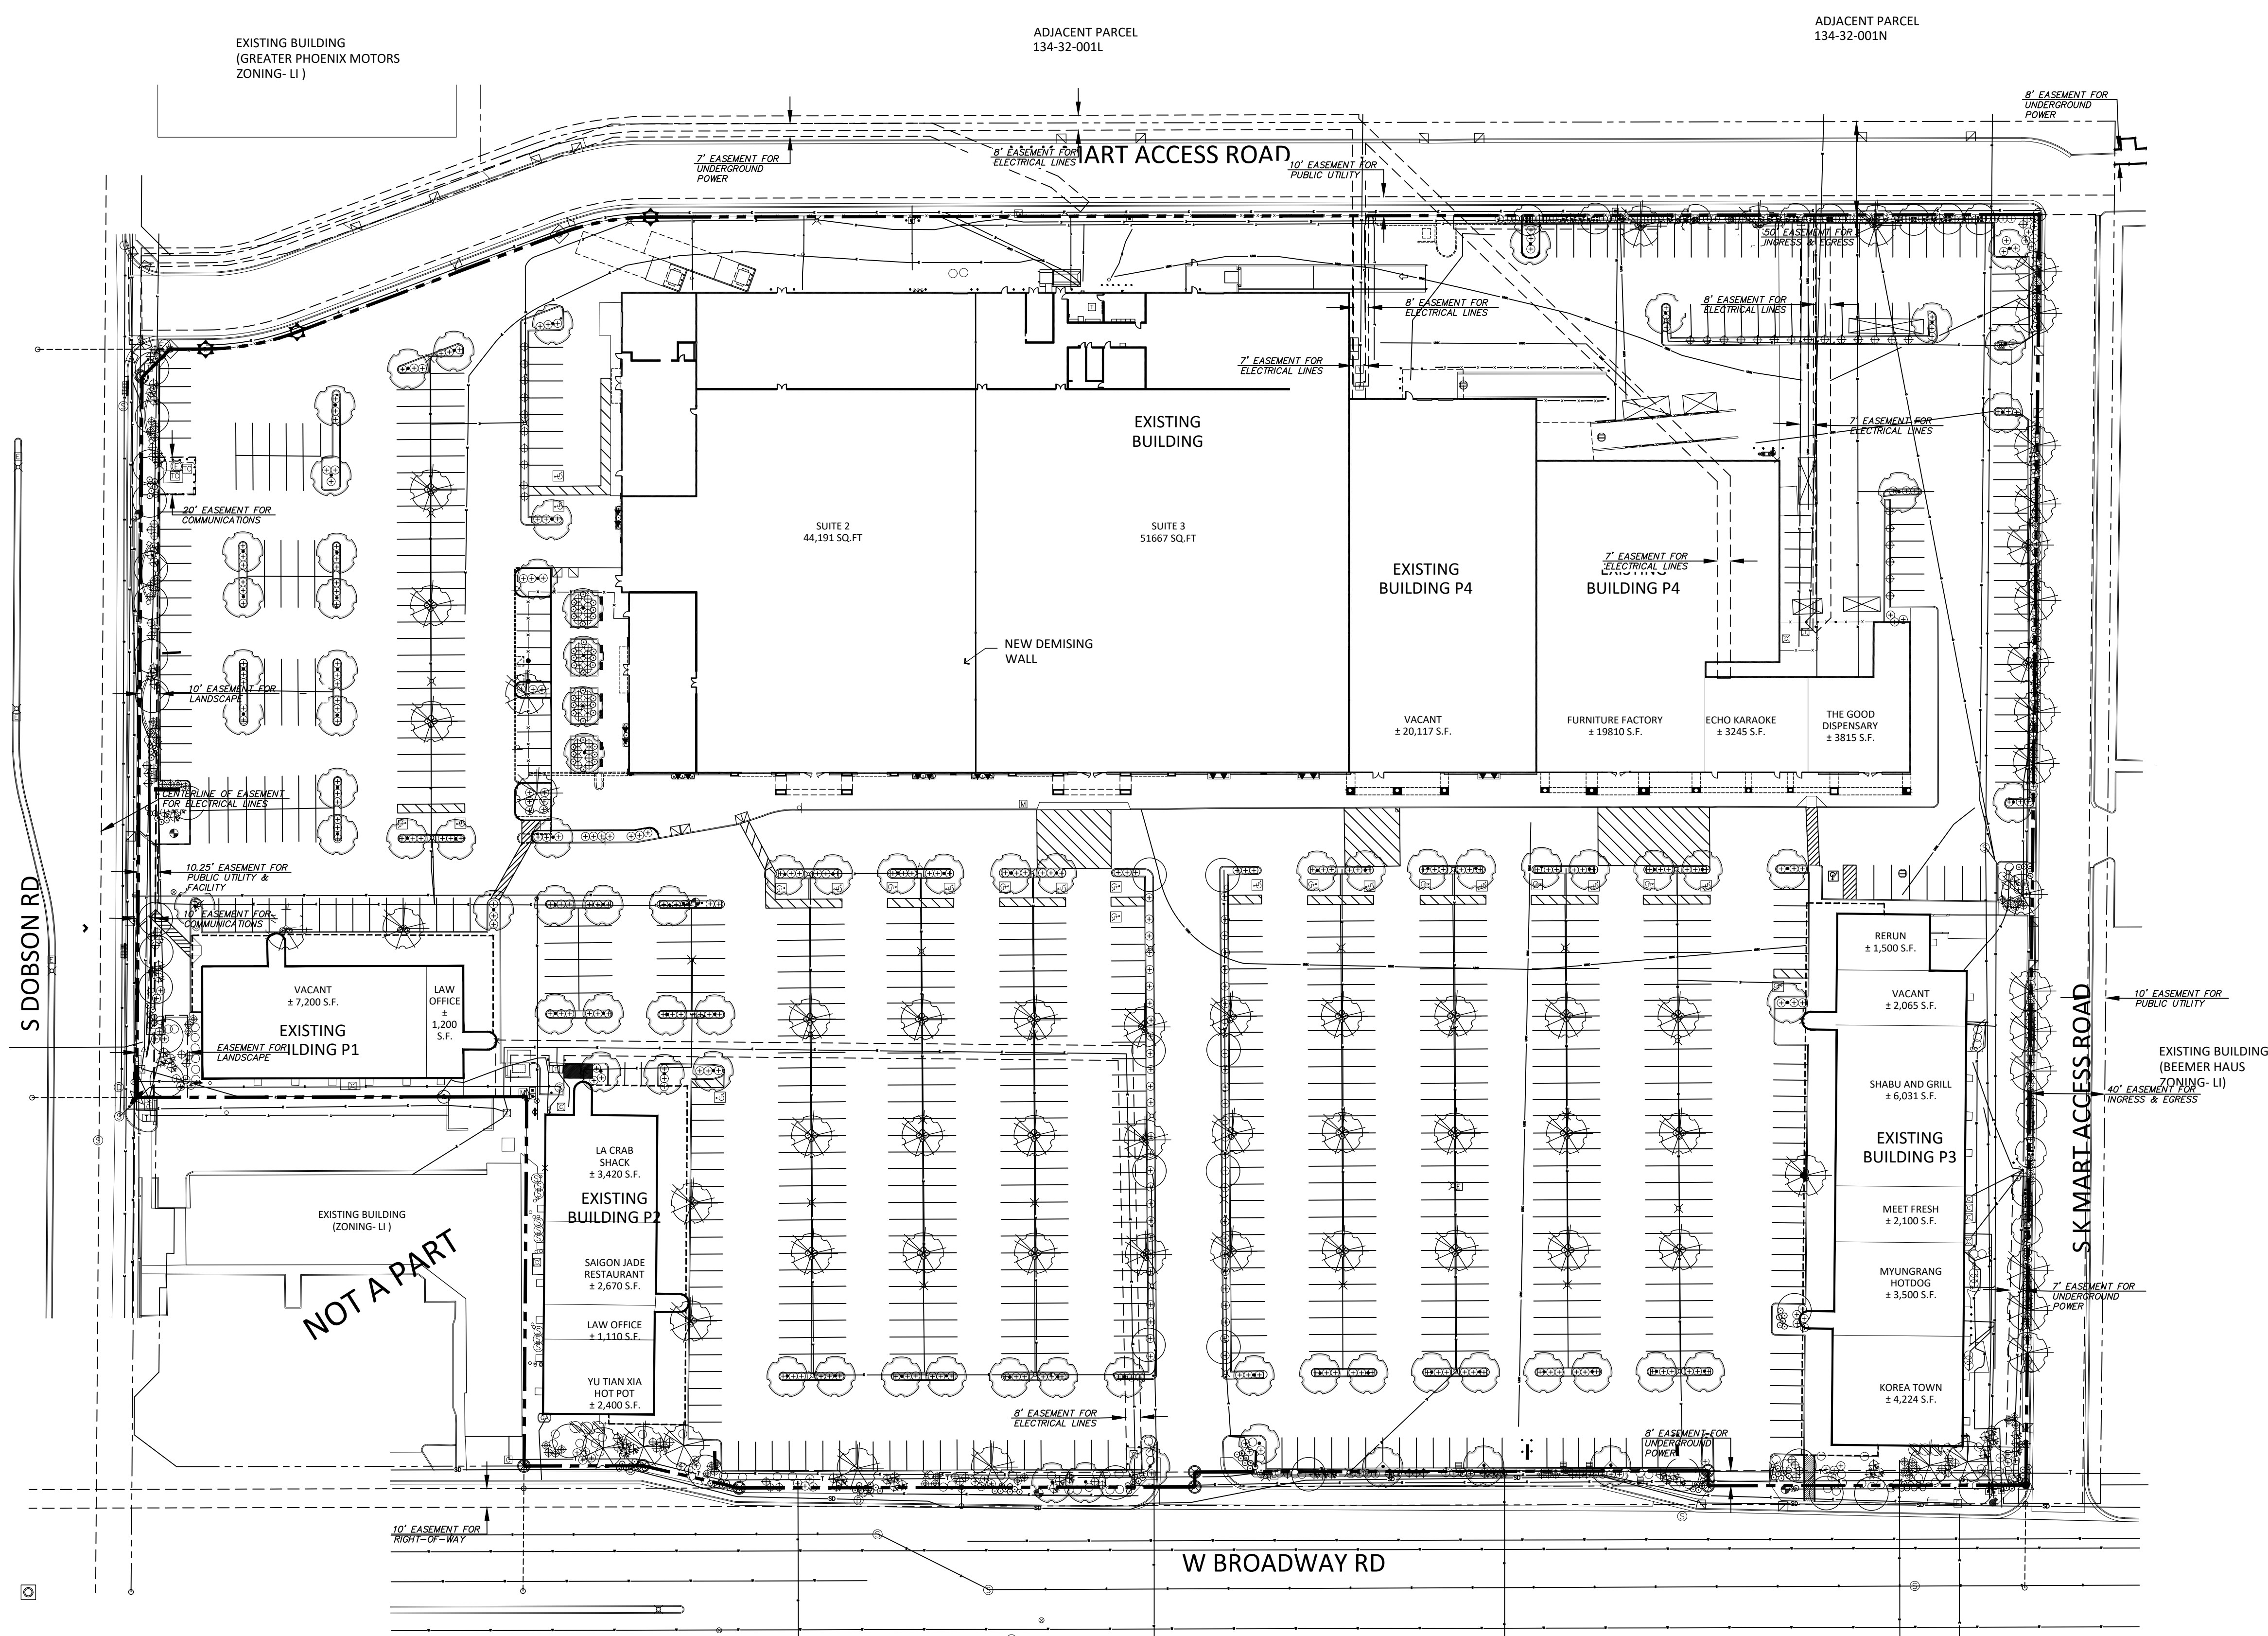 EXISTING BUILDING
(GREATER PHOENIX MOTORS
ZONING- LI )
ADJACENT PARCEL
134-32-001L
ADJACENT PARCEL
134-32-001N
8' EASEMENT FOR
UNDERGROUND
POWER
7' EASEMENT FOR
UNDERGROUND
POWER
8' EASEMENT FOR
ELECTRICAL LINES
ART ACCESS ROAD
10' EASEMENT FOR
PUBLIC UTILITY
50' EASEMENT FOR
INGRESS & EGRESS
8' EASEMENT FOR
ELECTRICAL LINES
8' EASEMENT FOR
ELECTRICAL LINES
7' EASEMENT FOR
ELECTRICAL LINES
7' EASEMENT FOR
ELECTRICAL LINES
EXISTING
BUILDING
20' EASEMENT FOR
COMMUNICATIONS
SUITE 2
44,191 SQ.FT
SUITE 3
51667 SQ.FT
7' EASEMENT FOR
ELECTRICAL LINES
EXISTING
BUILDING P4
EXISTING
BUILDING P4
NEW DEMISING
WALL
10' EASEMENT FOR
LANDSCAPE
VACANT
± 20,117 S.F.
FURNITURE FACTORY
± 19810 S.F.
ECHO KARAOKE
± 3245 S.F.
THE GOOD
DISPENSARY
± 3815 S.F.
CENTERLINE OF EASEMENT
FOR ELECTRICAL LINES
10.25' EASEMENT FOR
PUBLIC UTILITY &
FACILITY
10' EASEMENT FOR
COMMUNICATIONS
S DOBSON RD
VACANT
± 7,200 S.F.
LAW
OFFICE
±
1,200
S.F.
EXISTING
ILDING P1
EASEMENT FOR
LANDSCAPE
RERUN
± 1,500 S.F.
VACANT
± 2,065 S.F.
10' EASEMENT FOR
PUBLIC UTILITY
EXISTING BUILDING
(BEEMER HAUS
ZONING- LI)
40' EASEMENT FOR
INGRESS & EGRESS
S K MART ACCESS ROAD
SHABU AND GRILL
± 6,031 S.F.
EXISTING
BUILDING P3
LA CRAB
SHACK
± 3,420 S.F.
EXISTING
BUILDING P2
EXISTING BUILDING
(ZONING- LI )
NOT A PART
MEET FRESH
± 2,100 S.F.
SAIGON JADE
RESTAURANT
± 2,670 S.F.
MYUNGRANG
HOTDOG
± 3,500 S.F.
7' EASEMENT FOR
UNDERGROUND
POWER
LAW OFFICE
± 1,110 S.F.
YU TIAN XIA
HOT POT
± 2,400 S.F.
KOREA TOWN
± 4,224 S.F.
8' EASEMENT FOR
ELECTRICAL LINES
8' EASEMENT FOR
UNDERGROUND
POWER
10' EASEMENT FOR
RIGHT-OF-WAY
W BROADWAY RD